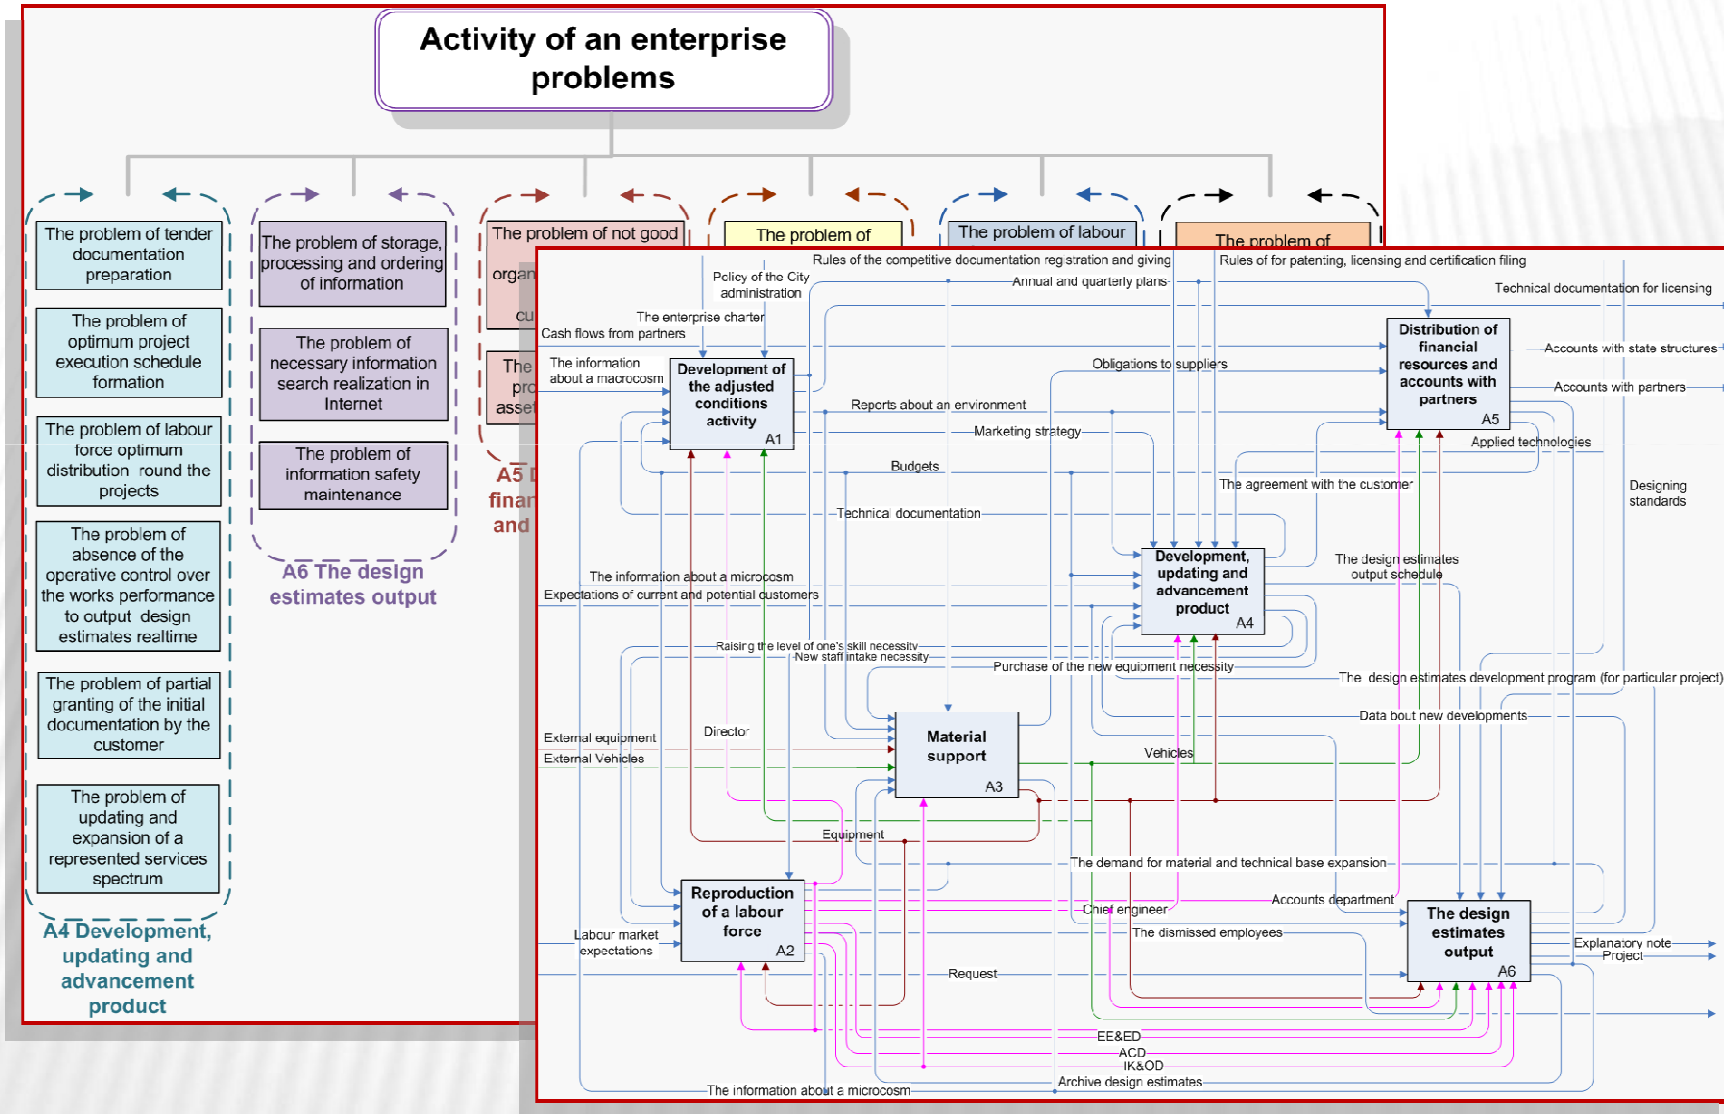 Activity of an enterprise
problems
The problem of tender
documentation
preparation
The problem of
optimum project
execution schedule
formation
The problem of labour
force optimum
distribution round the
projects
The problem of
absence of the
operative control over
the works performance
to output design
estimates realtime
The problem of partial
granting of the initial
documentation by the
customer
The problem of
updating and
expansion of a
represented services
spectrum
A4 Development,
updating and
advancement
product
The problem of storage,
processing and ordering
of information
The problem of
necessary information
search realization in
Internet
The problem of
information safety
maintenance
A6 The design
estimates output
The problem of not good
organ
cu
The
pro
asset
A5 D
finan
and
The problem of
The problem of labour
The problem of
Rules of the competitive documentation registration and giving
Rules of for patenting, licensing and certification filing
Policy of the City
administration
Annual and quarterly plans
Technical documentation for licensing
The enterprise charter
Cash flows from partners
The information
about a macrocosm
Development of
the adjusted
conditions
activity
A1
Obligations to suppliers
Distribution of
financial
resources and
accounts with
partners
A5
Accounts with state structures
Accounts with partners
Reports about an environment
Marketing strategy
Applied technologies
Budgets
The agreement with the customer
Designing
standards
Technical documentation
Development,
updating and
advancement
product
A4
The design estimates
output schedule
The information about a microcosm
Expectations of current and potential customers
Raising the level of one's skill necessity
New staff intake necessity
Purchase of the new equipment necessity
The design estimates development program (for particular project)
Data bout new developments
Director
External equipment
External Vehicles
Material
support
A3
Vehicles
Equipment
The demand for material and technical base expansion
Reproduction
of a labour
force
A2
Accounts department
Chief engineer
The design
estimates
output
A6
Labour market
expectations
The dismissed employees
Explanatory note
Project
Request
EE&ED
ACD
IK&OD
Archive design estimates
The information about a microcosm